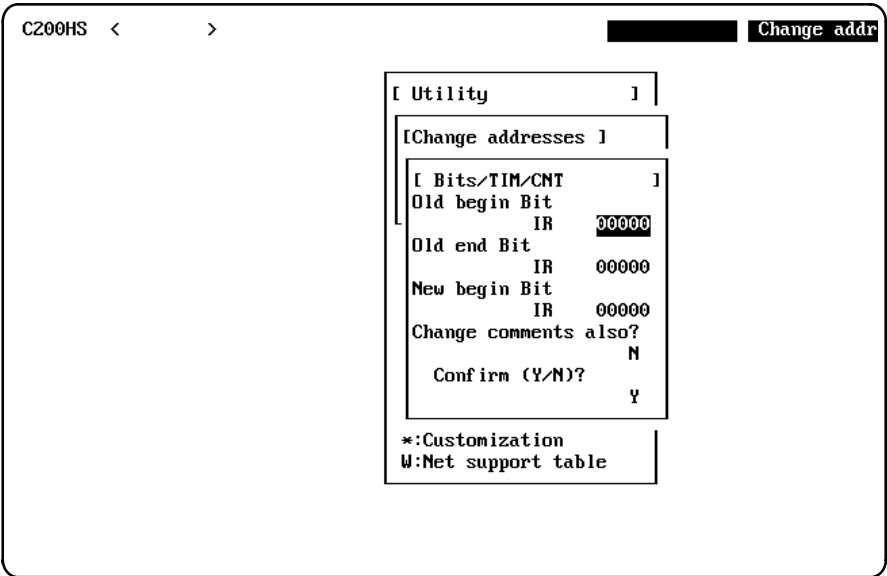 C200HS < > Change addr
[ Utility ]
[Change addresses ]
[ Bits/TIM/CNT ]
Old begin Bit
IR 00000
Old end Bit
IR 00000
New begin Bit
IR 00000
Change comments also?
N
Confirm (Y/N)?
Y
*:Customization
W:Net support table